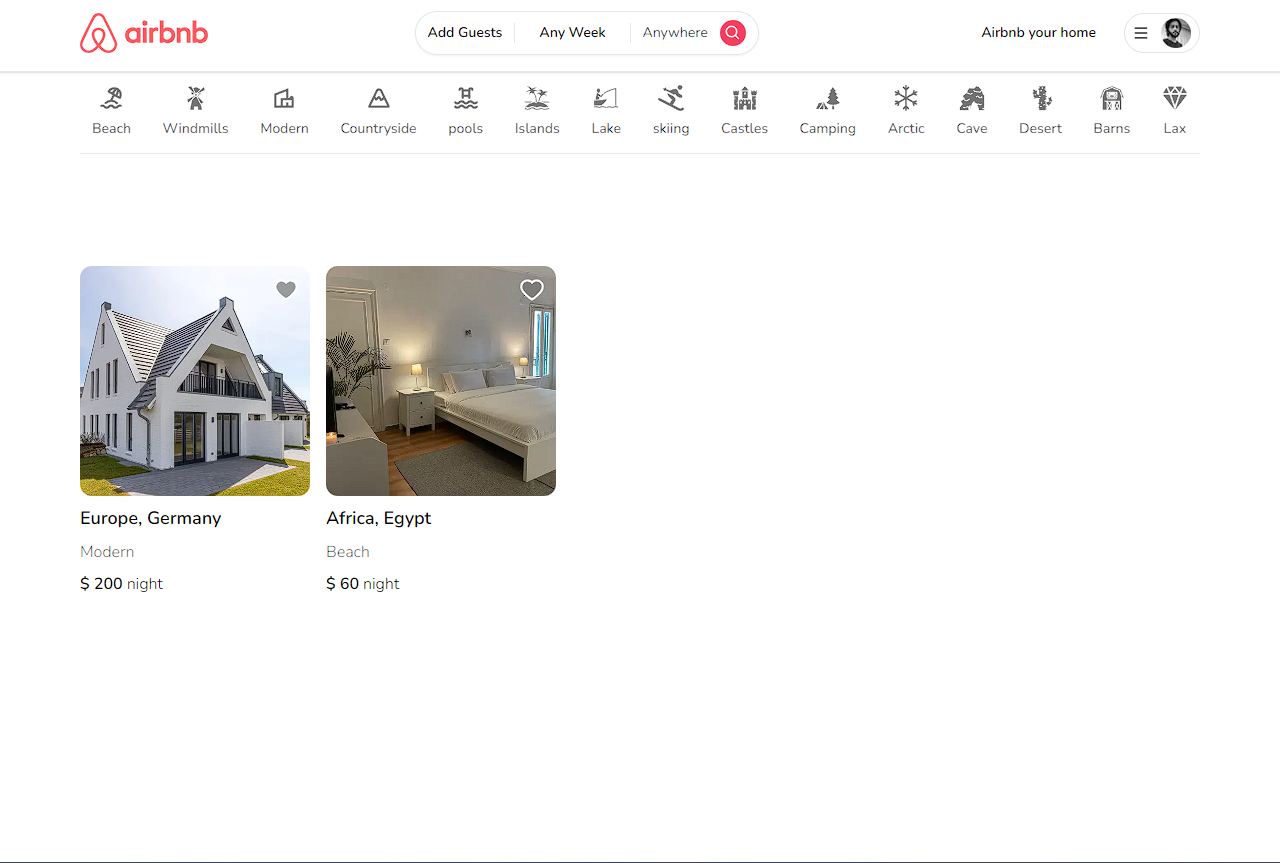 airbnb
Add Guests
Any Week
Anywhere
Airbnb your home
Beach
Windmills
Modern
Countryside
pools
Islands
Lake
skiing
Castles
Camping
Arctic
Cave
Desert
Barns
Lax
Europe, Germany
Modern
$ 200 night
Africa, Egypt
Beach
$ 60 night